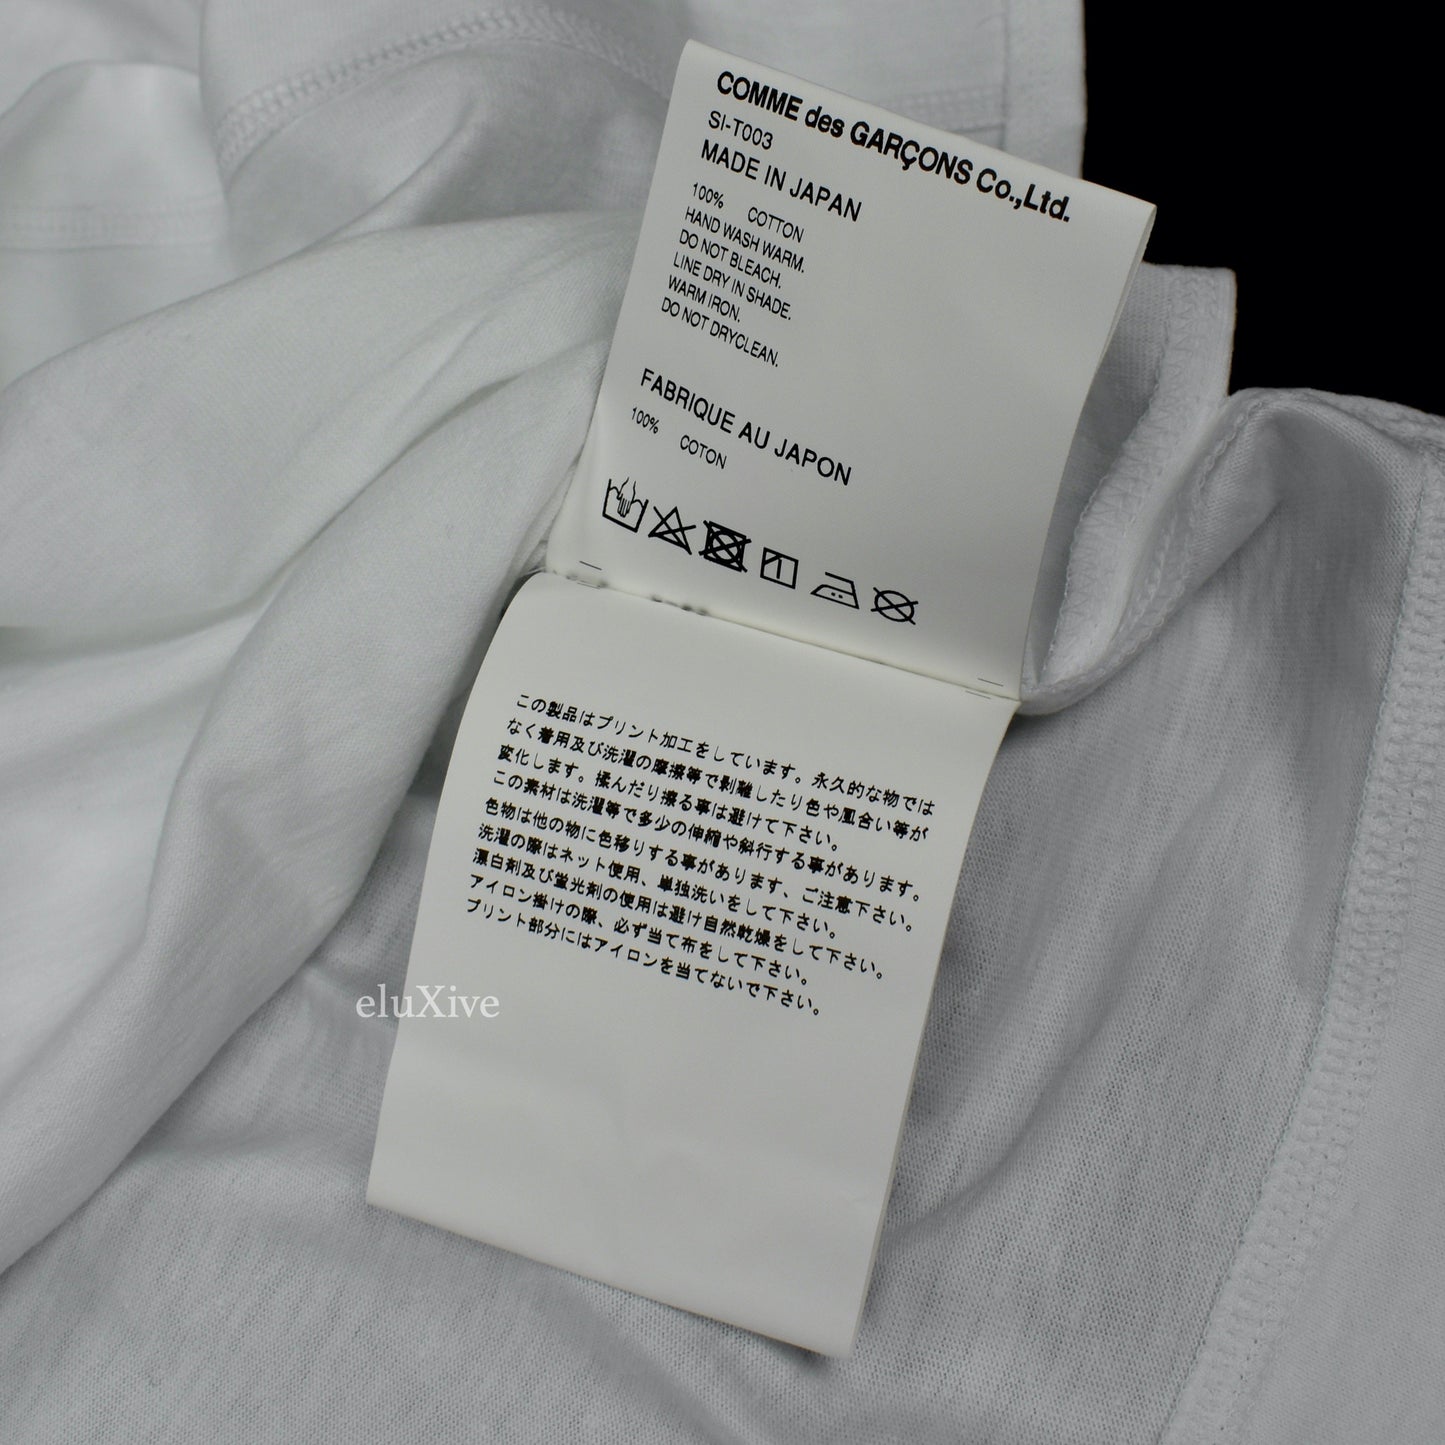 COMME des GARÇONS Co.,Ltd.
SI-T003
MADE IN JAPAN
100% COTTON
HAND WASH WARM.
DO NOT BLEACH.
LINE DRY IN SHADE.
WARM IRON.
DO NOT DRYCLEAN.
FABRIQUE AU JAPON
100% COTON
この製品はプリント加工をしています。永久的な物では
なく着用及び洗濯の摩擦等で剥離したり色や風合い等が
変化します。揉んだり擦る事は避けて下さい。
この素材は洗濯等で多少の伸縮や斜行する事があります。
色物は他の物に色移りする事があります、ご注意下さい。
洗濯の際はネット使用、単独洗いをして下さい。
漂白剤及び蛍光剤の使用は避け自然乾燥をして下さい。
アイロン掛けの際、必ず当て布をして下さい。
プリント部分にはアイロンを当てないで下さい。
eluXive